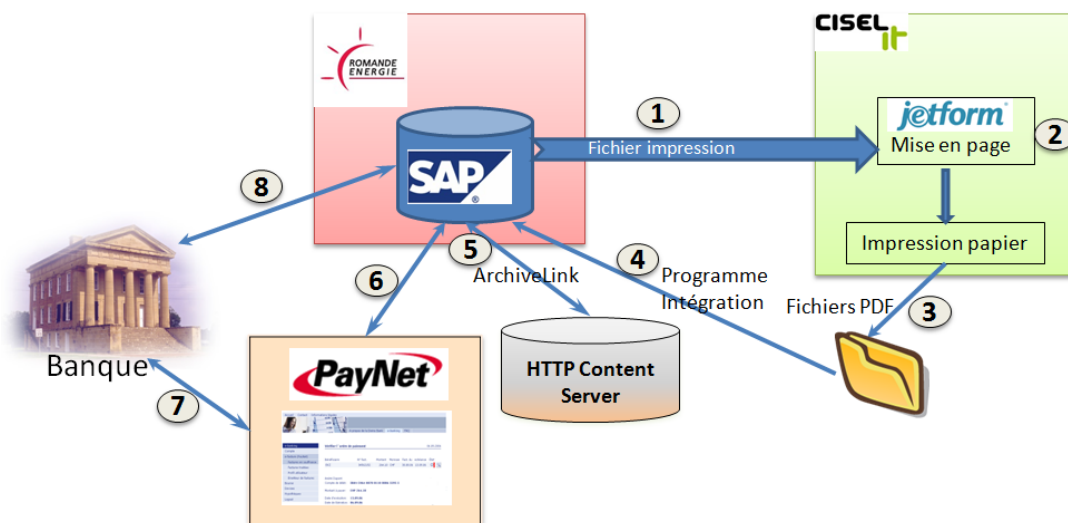 ROMANDE
ENERGIE
CISEL
it
1
jetform®
Fichier impression
Mise en page
2
SAP
®
8
Impression papier
5
4
6
ArchiveLink
Programme
Intégration
Fichiers PDF
3
Banque
PayNet
HTTP Content
Server
7